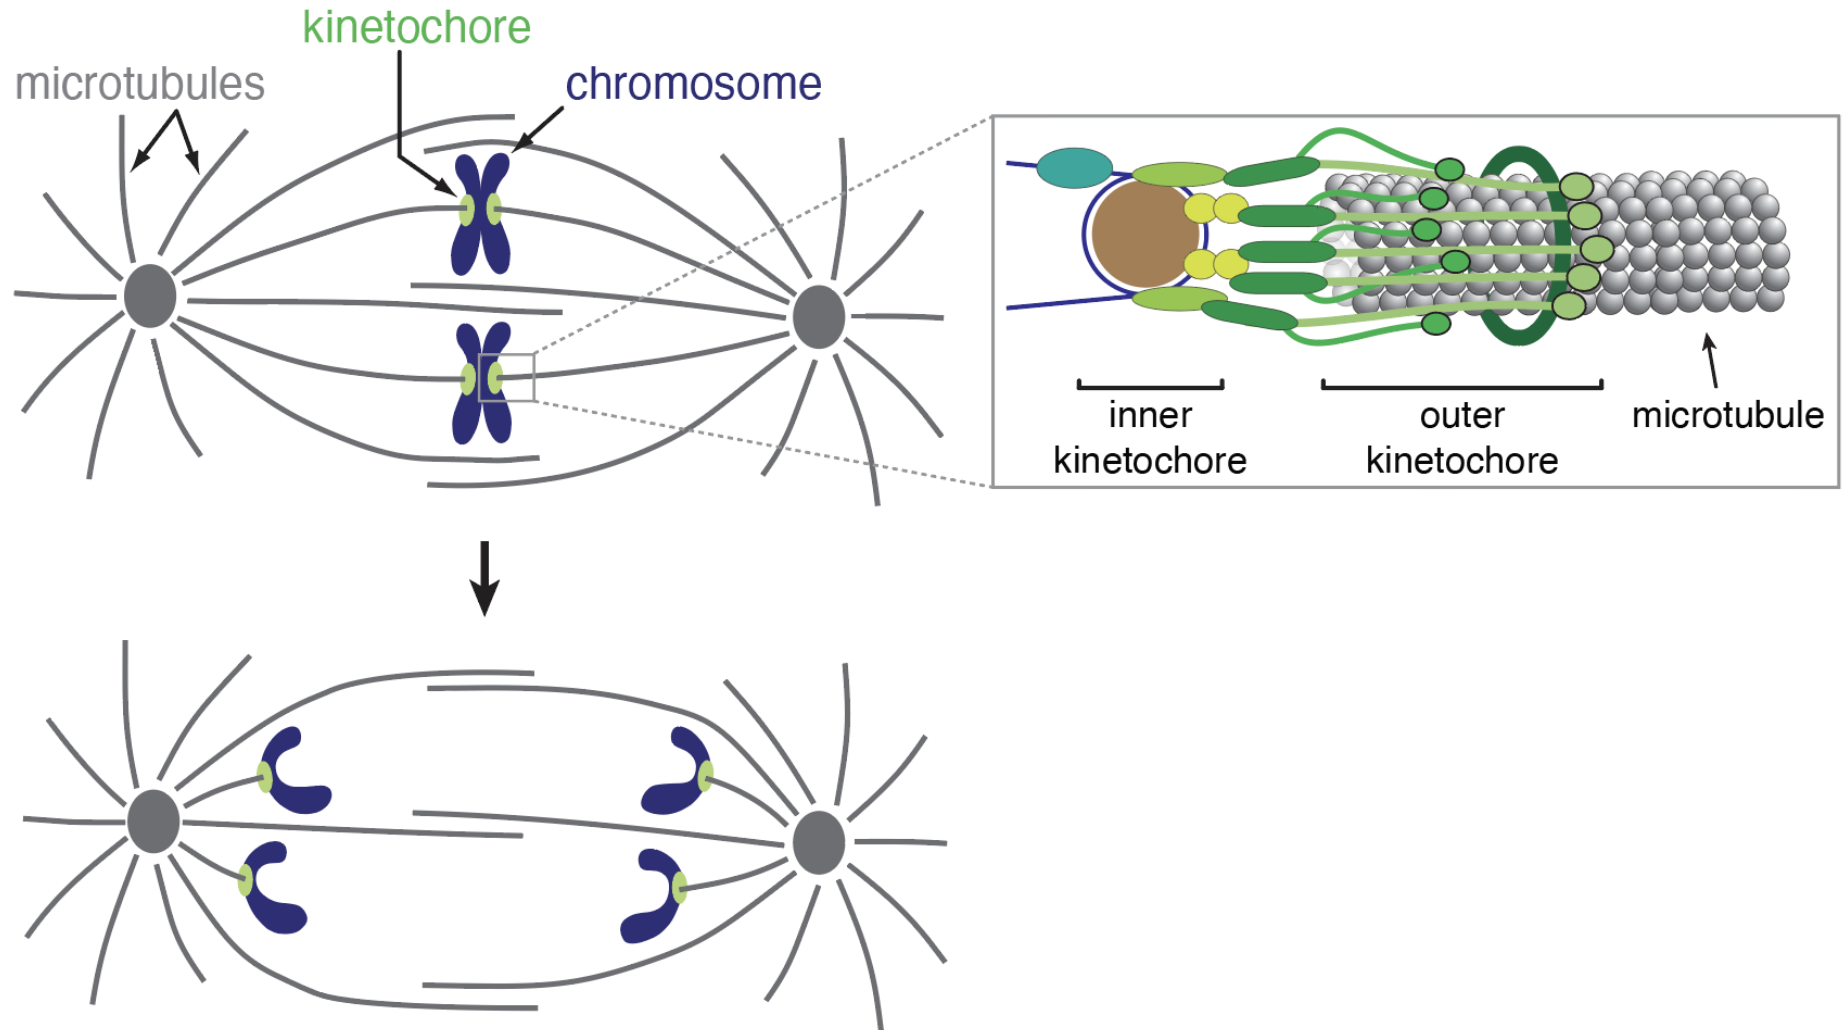 kinetochore
microtubules
chromosome
inner
kinetochore
outer
kinetochore
microtubule